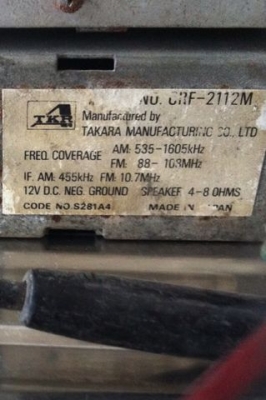 TKR
NO. CRF-2112M
Manufactured by
TAKARA MANUFACTURING CO., LTD
FREQ. COVERAGE AM: 535-1605kHz
FM: 88-108MHz
IF. AM: 455kHz FM: 10.7MHz
12V D.C. NEG. GROUND SPEAKER 4-8 OHMS
CODE NO. S281A4 MADE IN JAPAN